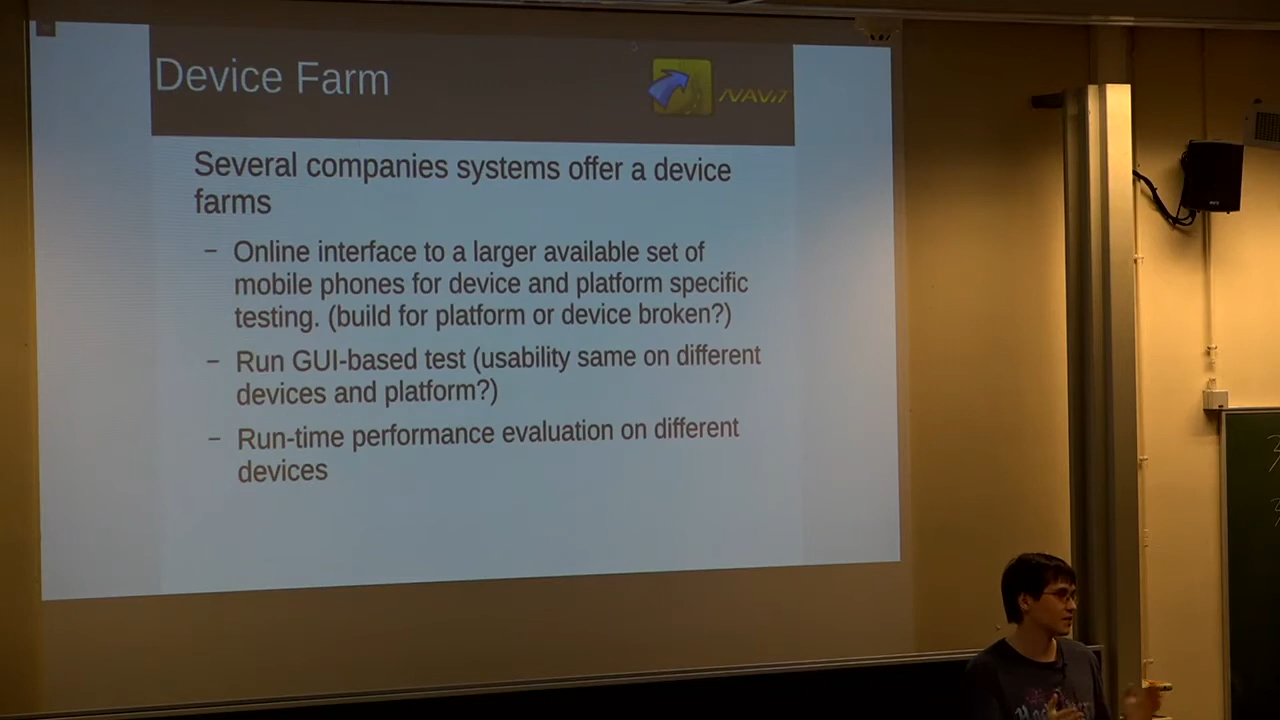 Device Farm
NAVIT
Several companies systems offer a device
farms
– Online interface to a larger available set of
mobile phones for device and platform specific
testing. (build for platform or device broken?)
– Run GUI-based test (usability same on different
devices and platform?)
– Run-time performance evaluation on different
devices